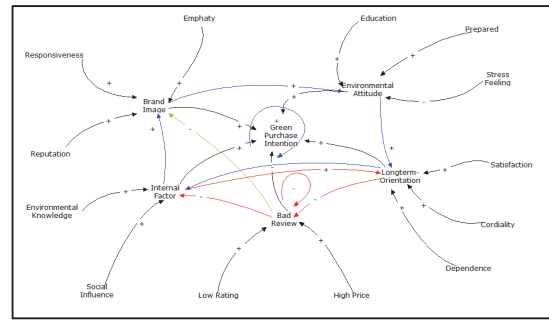 Emphaty
Education
Prepared
Responsiveness
Stress
Feeling
Environmental
Attitude
Brand
Image
Green
Purchase
Intention
Reputation
Satisfaction
Longterm-
Orientation
Internal
Factor
Environmental
Knowledge
Bad
Review
Cordiality
Dependence
Social
Influence
Low Rating
High Price